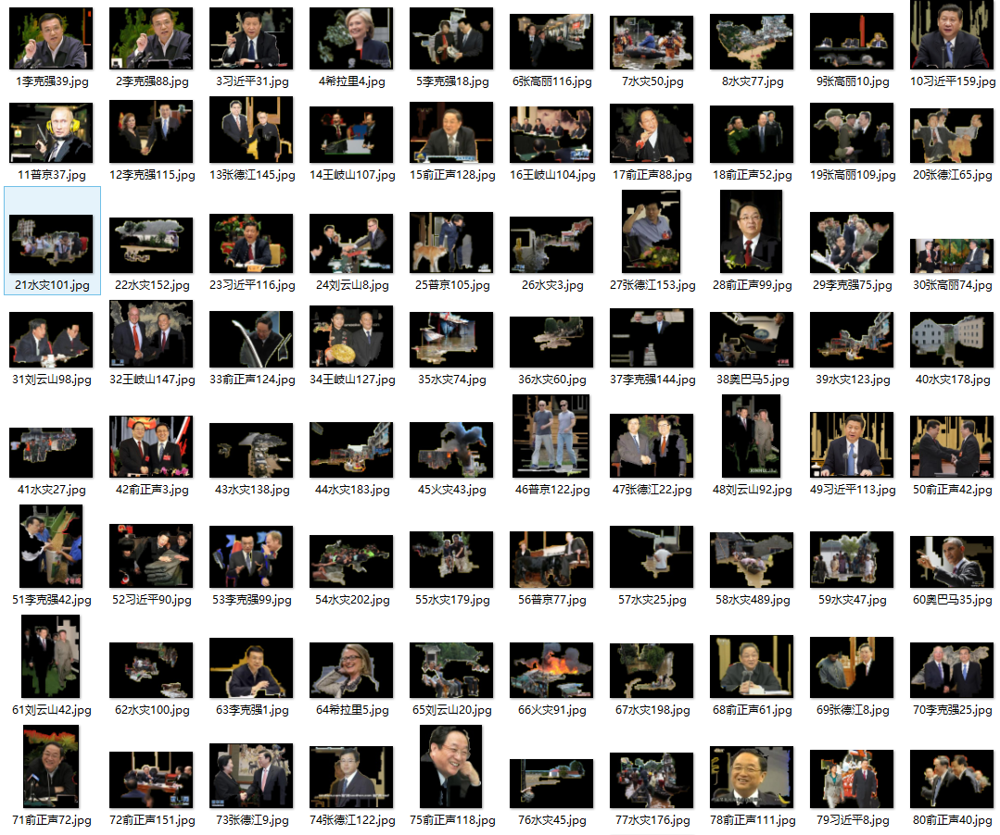 1李克强39.jpg 2李克强88.jpg 3习近平31.jpg 4希拉里4.jpg 5李克强18.jpg 6张高丽116.jpg 7水灾50.jpg 8水灾77.jpg 9张高丽10.jpg 10习近平159.jpg
11普京37.jpg 12李克强115.jpg 13张德江145.jpg 14王岐山107.jpg 15俞正声128.jpg 16王岐山104.jpg 17俞正声88.jpg 18俞正声52.jpg 19张高丽109.jpg 20张德江65.jpg
21水灾101.jpg 22水灾152.jpg 23习近平116.jpg 24刘云山8.jpg 25普京105.jpg 26水灾3.jpg 27张德江153.jpg 28俞正声99.jpg 29李克强75.jpg 30张高丽74.jpg
31刘云山98.jpg 32王岐山147.jpg 33俞正声124.jpg 34王岐山127.jpg 35水灾74.jpg 36水灾60.jpg 37李克强144.jpg 38奥巴马5.jpg 39水灾123.jpg 40水灾178.jpg
41水灾27.jpg 42俞正声3.jpg 43水灾138.jpg 44水灾183.jpg 45火灾43.jpg 46普京122.jpg 47张德江22.jpg 48刘云山92.jpg 49习近平113.jpg 50俞正声42.jpg
51李克强42.jpg 52习近平90.jpg 53李克强99.jpg 54水灾202.jpg 55水灾179.jpg 56普京77.jpg 57水灾25.jpg 58水灾489.jpg 59水灾47.jpg 60奥巴马35.jpg
61刘云山42.jpg 62水灾100.jpg 63李克强1.jpg 64希拉里5.jpg 65刘云山20.jpg 66火灾91.jpg 67水灾198.jpg 68俞正声61.jpg 69张德江8.jpg 70李克强25.jpg
71俞正声72.jpg 72俞正声151.jpg 73张德江9.jpg 74张德江122.jpg 75俞正声118.jpg 76水灾45.jpg 77水灾176.jpg 78俞正声111.jpg 79习近平8.jpg 80俞正声40.jpg